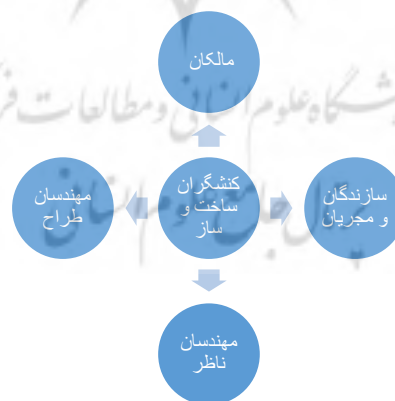 مالکان
کنشگران
ساخت و
ساز
مهندسان
طراح
سازندگان
و مجریان
مهندسان
ناظر